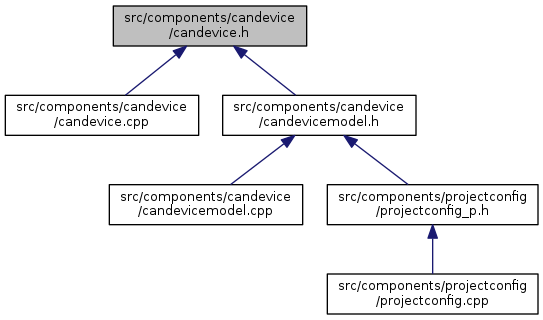 src/components/candevice
/candevice.h
src/components/candevice
/candevice.cpp
src/components/candevice
/candevicemodel.h
src/components/candevice
/candevicemodel.cpp
src/components/projectconfig
/projectconfig_p.h
src/components/projectconfig
/projectconfig.cpp